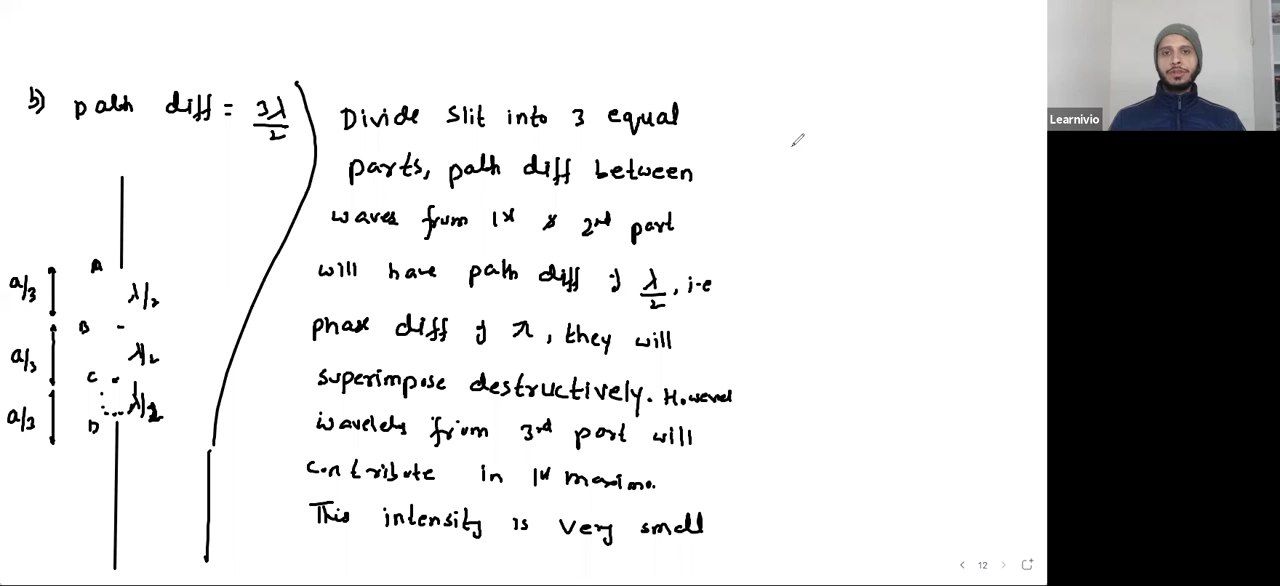 b) path diff = 3λ/2
A
a/3
λ/2
B
a/3
λ/2
C
a/3
λ/2
D
Divide slit into 3 equal
parts, path diff between
waves from 1st & 2nd part
will have path diff of λ/2, i-e
phase diff of π, they will
superimpose destructively. However
wavelets from 3rd part will
contribute in 1st maxima.
This intensity is very small
Learnivio
12